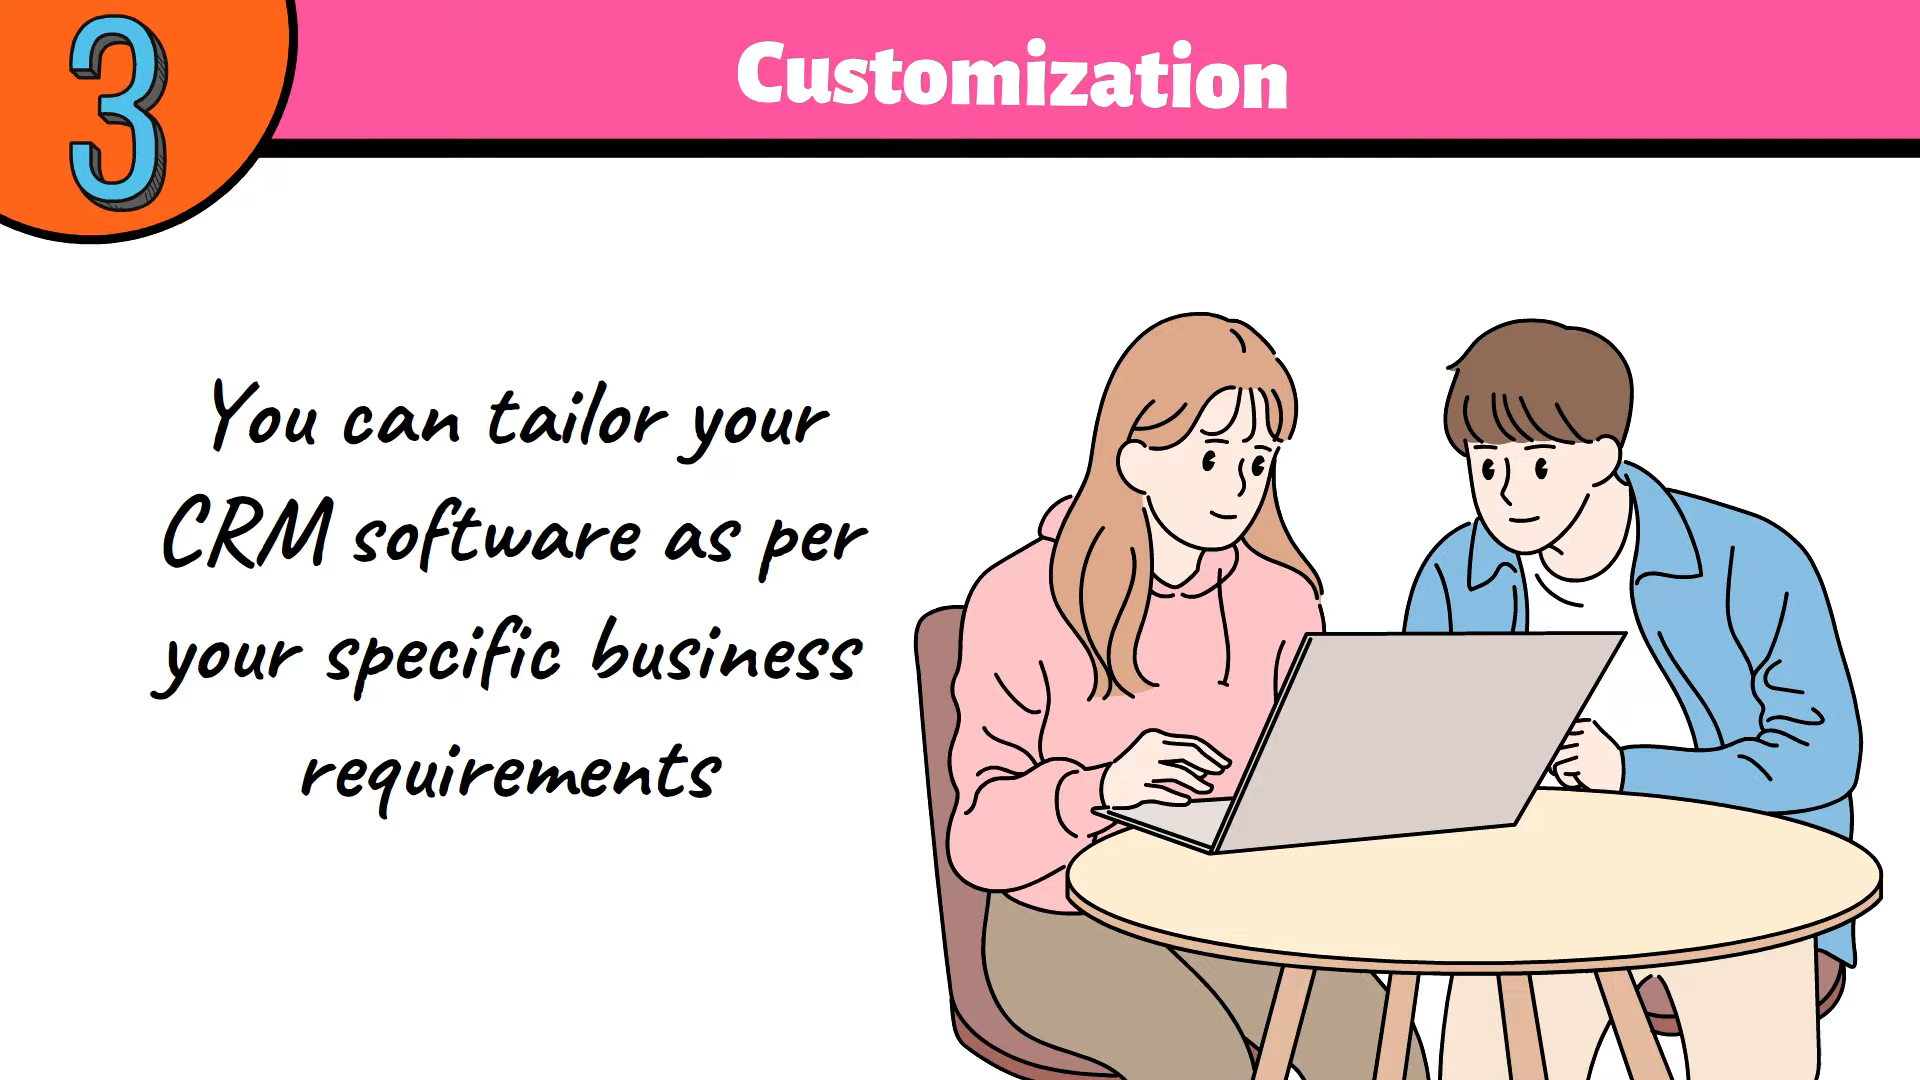 3
Customization
You can tailor your
CRM software as per
your specific business
requirements